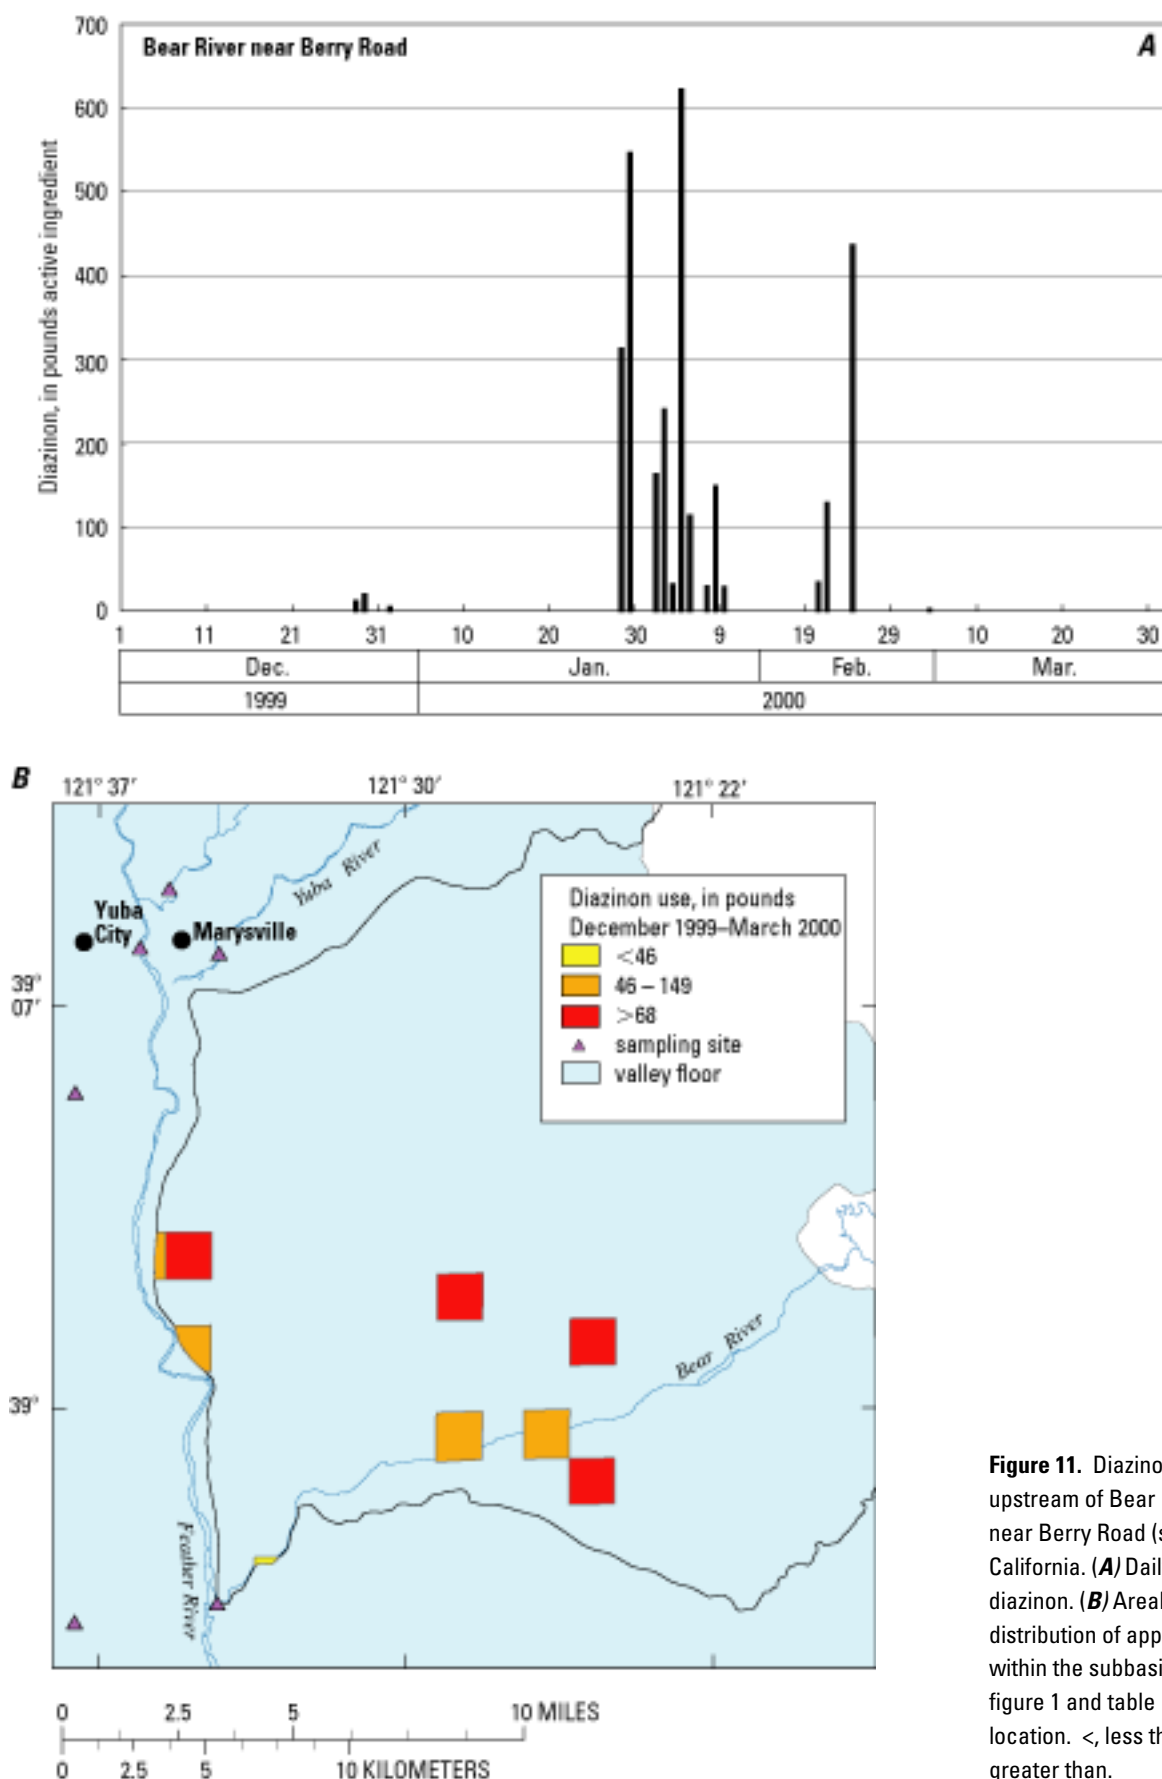 Bear River near Berry Road
A
Diazinon, in pounds active ingredient
700
600
500
400
300
200
100
0
1 11 21 31 10 20 30 9 19 29 10 20 30
Dec. Jan. Feb. Mar.
1999 2000
B
121° 37′ 121° 30′ 121° 22′
39°
07′
39°
Yuba River
Yuba
City
Marysville
Diazinon use, in pounds
December 1999–March 2000
<46
46 – 149
>68
sampling site
valley floor
Bear River
Feather River
0 2.5 5 10 MILES
0 2.5 5 10 KILOMETERS
Figure 11. Diazino
upstream of Bear
near Berry Road (s
California. (A) Dail
diazinon. (B) Areal
distribution of app
within the subbasi
figure 1 and table
location. <, less th
greater than.